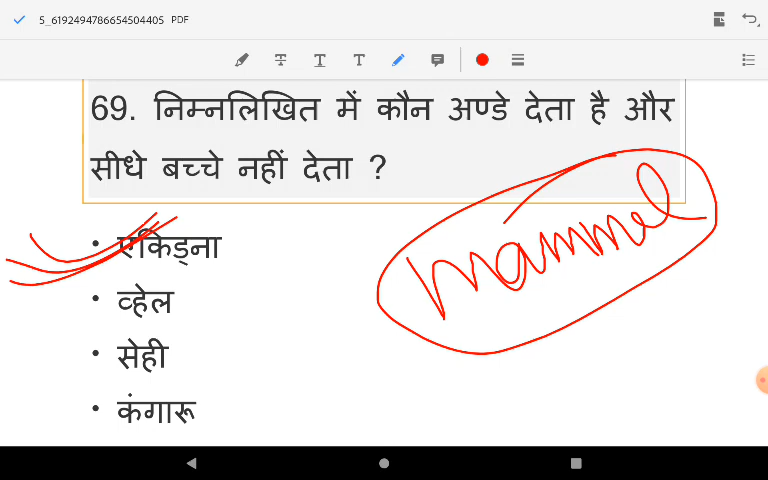 5_6192494786654504405 PDF
69. निम्नलिखित में कौन अण्डे देता है और
सीधे बच्चे नहीं देता ?
• एकिड्ना
mammel
• व्हेल
• सेही
• कंगारू